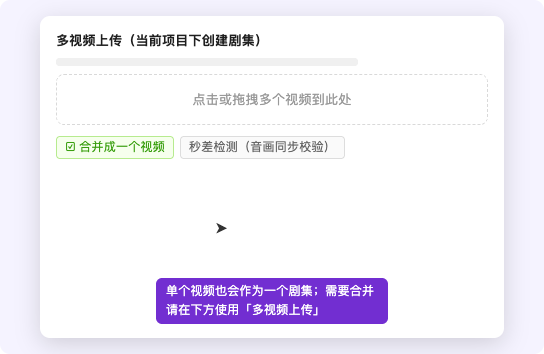 多视频上传（当前项目下创建剧集）
点击或拖拽多个视频到此处
☑ 合并成一个视频
秒差检测（音画同步校验）
单个视频也会作为一个剧集；需要合并
请在下方使用「多视频上传」